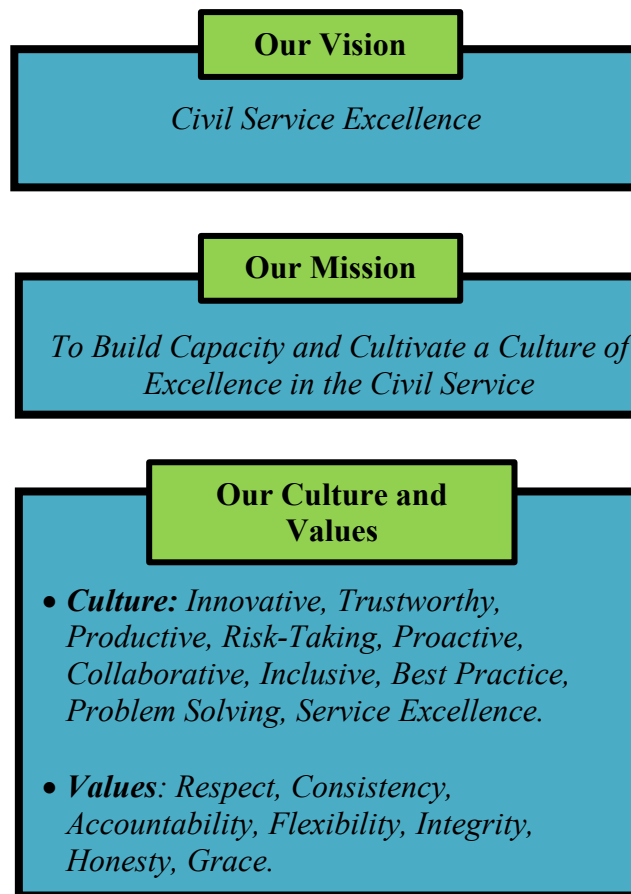 Our Vision
Civil Service Excellence
Our Mission
To Build Capacity and Cultivate a Culture of
Excellence in the Civil Service
Our Culture and
Values
• Culture: Innovative, Trustworthy,
Productive, Risk-Taking, Proactive,
Collaborative, Inclusive, Best Practice,
Problem Solving, Service Excellence.
• Values: Respect, Consistency,
Accountability, Flexibility, Integrity,
Honesty, Grace.